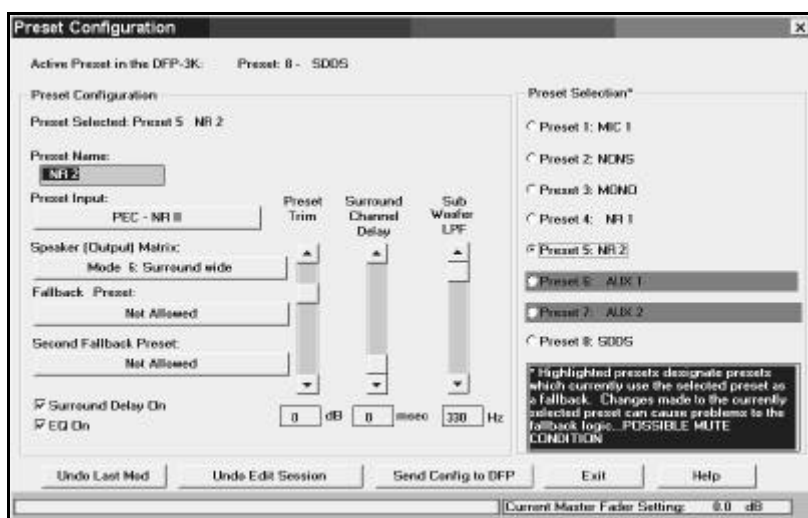 Preset Configuration
Active Preset in the DFP-3K: Preset: 8 - SDDS
Preset Configuration
Preset Selected: Preset 5 NR 2
Preset Name:
NR 2
Preset Input:
PEC - NR II
Speaker (Output) Matrix:
Mode 6: Surround wide
Fallback Preset:
Not Allowed
Second Fallback Preset:
Not Allowed
Surround Delay On
EQ On
Preset Trim
0 dB
Surround Channel Delay
0 msec
Sub Woofer LPF
330 Hz
Preset Selection*
Preset 1: MIC 1
Preset 2: NONS
Preset 3: MONO
Preset 4: NR 1
Preset 5: NR 2
Preset 6: AUX 1
Preset 7: AUX 2
Preset 8: SDDS
* Highlighted presets designate presets
which currently use the selected preset as
a fallback. Changes made to the currently
selected preset can cause problems to the
fallback logic...POSSIBLE MUTE
CONDITION
Undo Last Mod
Undo Edit Session
Send Config to DFP
Exit
Help
Current Master Fader Setting: 0.0 dB